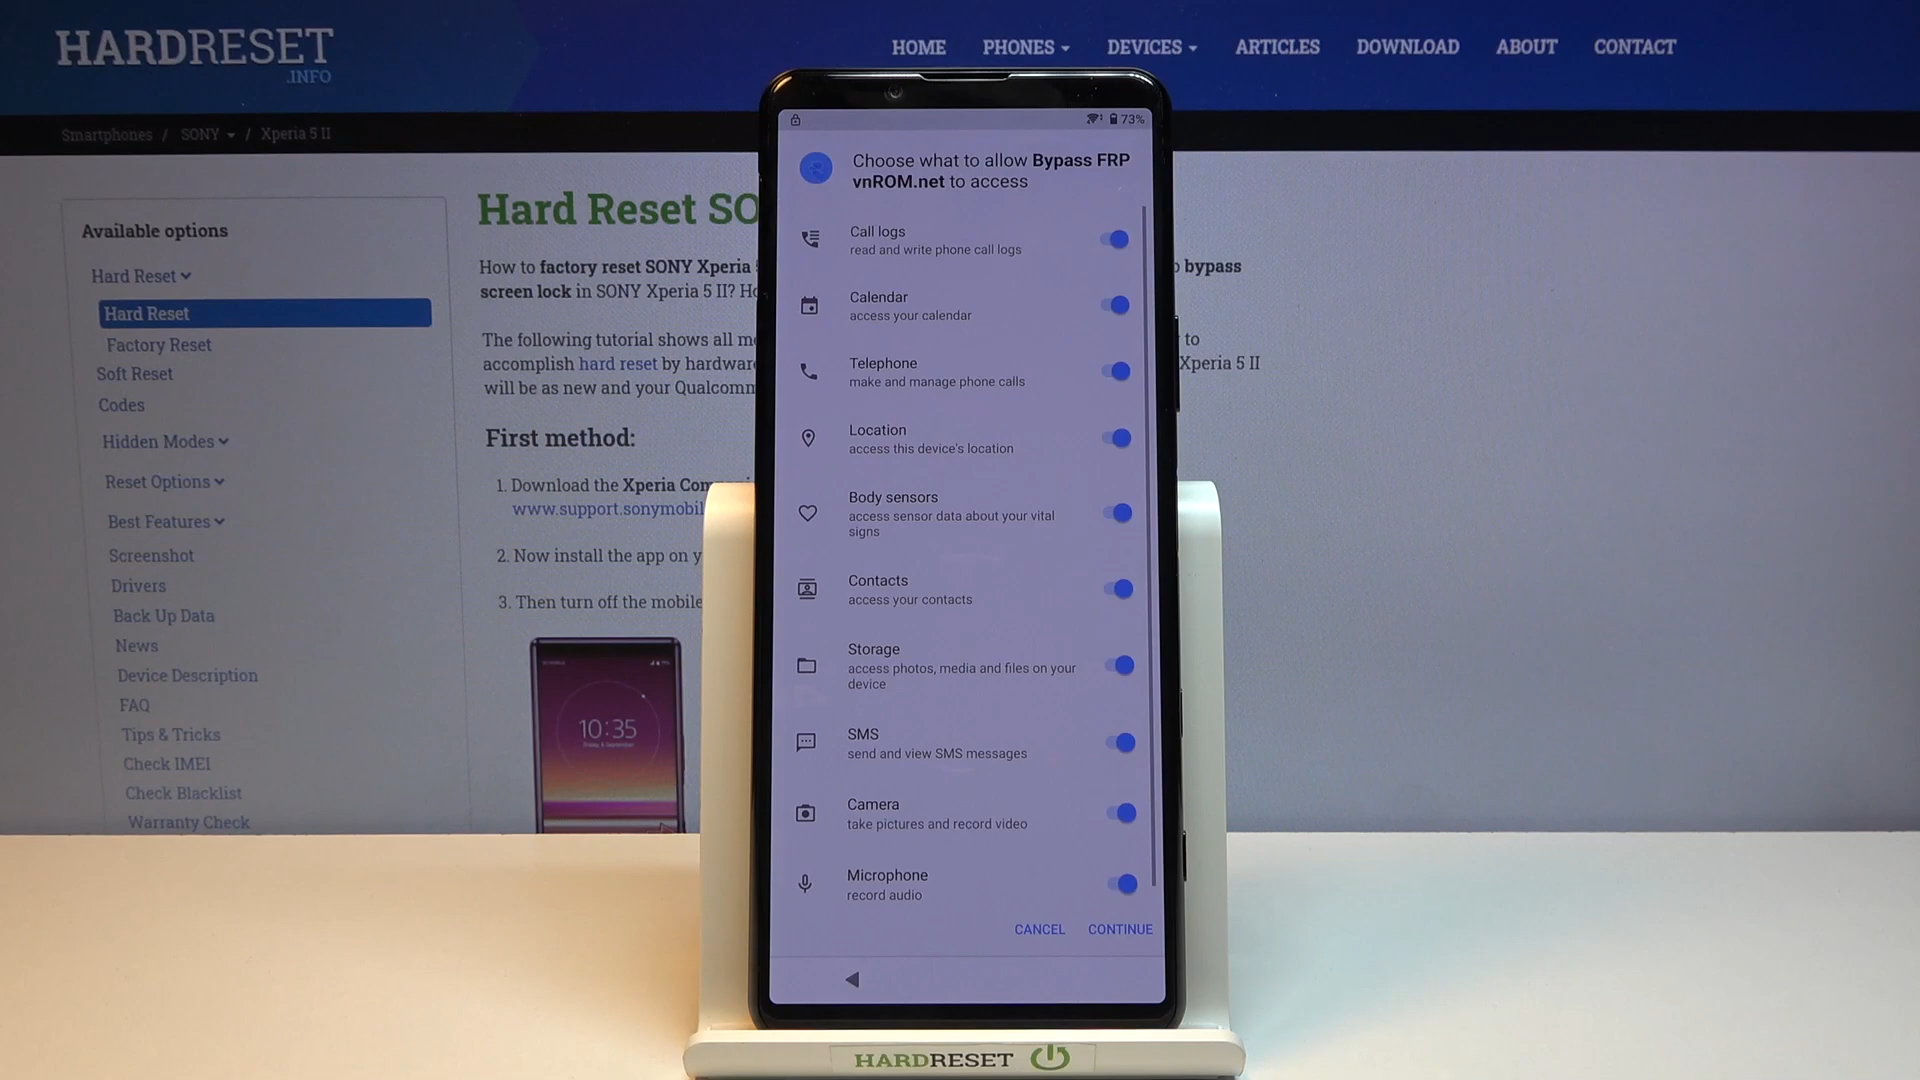 HARDRESET
.INFO
HOME PHONES DEVICES ARTICLES DOWNLOAD ABOUT CONTACT
Smartphones / SONY / Xperia 5 II
Available options
Hard Reset
Hard Reset
Factory Reset
Soft Reset
Codes
Hidden Modes
Reset Options
Best Features
Screenshot
Drivers
Back Up Data
News
Device Description
FAQ
Tips & Tricks
Check IMEI
Check Blacklist
Warranty Check
Hard Reset SO
How to factory reset SONY Xperia
bypass
screen lock in SONY Xperia 5 II?
The following tutorial shows all
to
accomplish hard reset by
Xperia 5 II
will be as new and your
First method:
1. Download the Xperia
www.support.sonymobil
2. Now install the app on
3. Then turn off the mobile
10:35
73%
Choose what to allow Bypass FRP
vnROM.net to access
Call logs
read and write phone call logs
Calendar
access your calendar
Telephone
make and manage phone calls
Location
access this device's location
Body sensors
access sensor data about your vital
signs
Contacts
access your contacts
Storage
access photos, media and files on your
device
SMS
send and view SMS messages
Camera
take pictures and record video
Microphone
record audio
CANCEL CONTINUE
HARDRESET